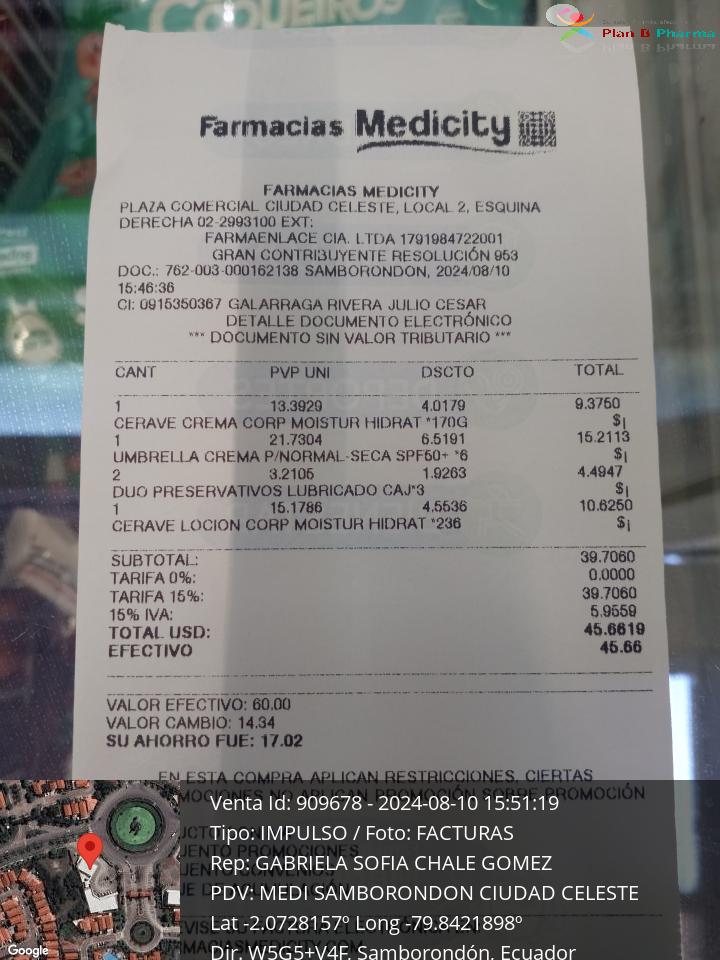 COQUEIROS
Plan B Pharma
Farmacias Medicity
FARMACIAS MEDICITY
PLAZA COMERCIAL CIUDAD CELESTE, LOCAL 2, ESQUINA
DERECHA 02-2993100 EXT:
FARMAENLACE CIA. LTDA 1791984722001
GRAN CONTRIBUYENTE RESOLUCIÓN 953
DOC.: 762-003-000162138 SAMBORONDON, 2024/08/10
15:46:36
CI: 0915350367 GALARRAGA RIVERA JULIO CESAR
DETALLE DOCUMENTO ELECTRÓNICO
*** DOCUMENTO SIN VALOR TRIBUTARIO ***
CANT PVP UNI DSCTO TOTAL
1 13.3929 4.0179 9.3750
CERAVE CREMA CORP MOISTUR HIDRAT *170G $¡
1 21.7304 6.5191 15.2113
UMBRELLA CREMA P/NORMAL-SECA SPF50+ *6 $¡
2 3.2105 1.9263 4.4947
DUO PRESERVATIVOS LUBRICADO CAJ*3 $¡
1 15.1786 4.5536 10.6250
CERAVE LOCION CORP MOISTUR HIDRAT *236 $¡
SUBTOTAL: 39.7060
TARIFA 0%: 0.0000
TARIFA 15%: 39.7060
15% IVA: 5.9559
TOTAL USD: 45.6619
EFECTIVO 45.66
VALOR EFECTIVO: 60.00
VALOR CAMBIO: 14.34
SU AHORRO FUE: 17.02
EN ESTA COMPRA APLICAN RESTRICCIONES, CIERTAS
MOCIONES NO APLICAN PROMOCIÓN SOBRE PROMOCIÓN
Venta Id: 909678 - 2024-08-10 15:51:19
Tipo: IMPULSO / Foto: FACTURAS
Rep: GABRIELA SOFIA CHALE GOMEZ
PDV: MEDI SAMBORONDON CIUDAD CELESTE
Lat -2.0728157º Long -79.8421898º
Dir. W5G5+V4F, Samborondón, Ecuador
Google